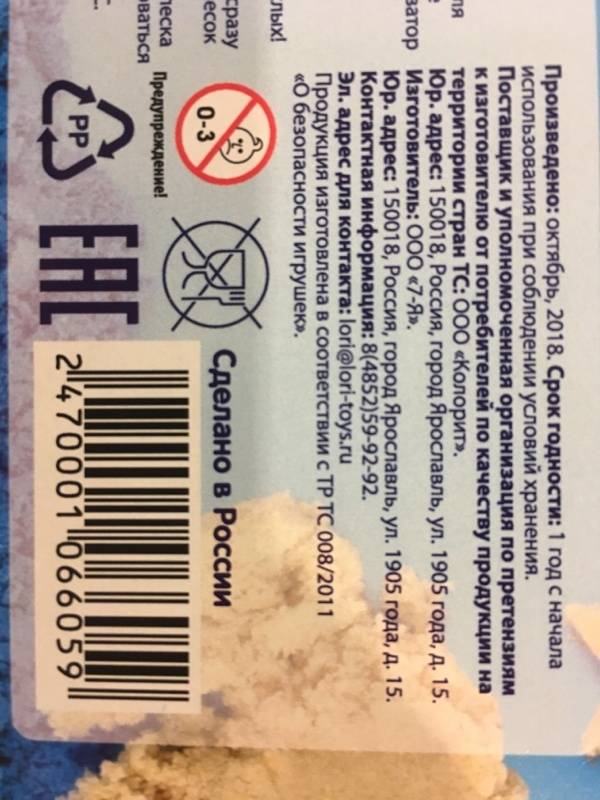 Произведено: октябрь, 2018. Срок годности: 1 год с начала
использования при соблюдении условий хранения.
Поставщик и уполномоченная организация по претензиям
к изготовителю от потребителей по качеству продукции на
территории стран ТС: ООО «Колорит».
Юр. адрес: 150018, Россия, город Ярославль, ул. 1905 года, д. 15.
Изготовитель: ООО «7-Я».
Юр. адрес: 150018, Россия, город Ярославль, ул. 1905 года, д. 15.
Контактная информация: 8(4852)59-92-92.
Эл. адрес для контакта: lori@lori-toys.ru
Продукция изготовлена в соответствии с ТР ТС 008/2011
«О безопасности игрушек».
0-3
Предупреждение!
PP
EAC
Сделано в России
2 470001 066059
сразу